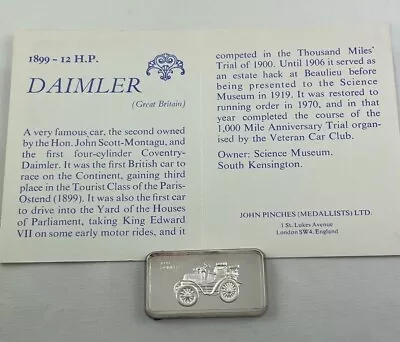 1899 – 12 H.P.
DAIMLER
(Great Britain)
A very famous car, the second owned
by the Hon. John Scott-Montagu, and
the first four-cylinder Coventry-
Daimler. It was the first British car to
race on the Continent, gaining third
place in the Tourist Class of the Paris-
Ostend (1899). It was also the first car
to drive into the Yard of the Houses
of Parliament, taking King Edward
VII on some early motor rides, and it
competed in the Thousand Miles'
Trial of 1900. Until 1906 it served as
an estate hack at Beaulieu before
being presented to the Science
Museum in 1919. It was restored to
running order in 1970, and in that
year completed the course of the
1,000 Mile Anniversary Trial organ-
ised by the Veteran Car Club.
Owner: Science Museum.
South Kensington.
JOHN PINCHES (MEDALLISTS) LTD.
1 St. Lukes Avenue
London SW4, England